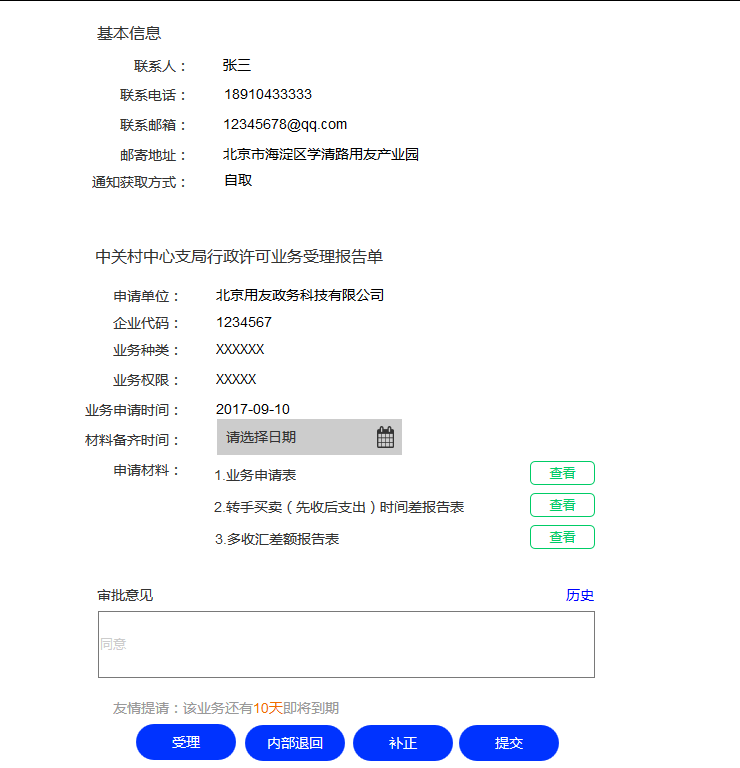 基本信息
联系人： 张三
联系电话： 18910433333
联系邮箱： 12345678@qq.com
邮寄地址： 北京市海淀区学清路用友产业园
通知获取方式： 自取
中关村中心支局行政许可业务受理报告单
申请单位： 北京用友政务科技有限公司
企业代码： 1234567
业务种类： XXXXXX
业务权限： XXXXX
业务申请时间： 2017-09-10
材料备齐时间： 请选择日期
申请材料： 1.业务申请表 查看
2.转手买卖（先收后支出）时间差报告表 查看
3.多收汇差额报告表 查看
审批意见 历史
同意
友情提请：该业务还有10天即将到期
受理 内部退回 补正 提交